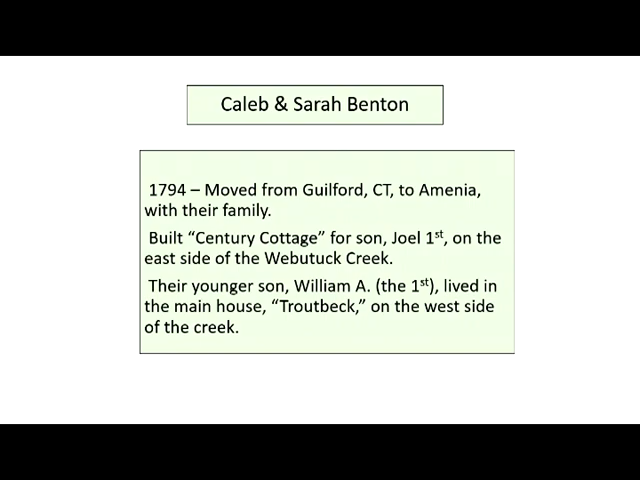 Caleb & Sarah Benton
1794 – Moved from Guilford, CT, to Amenia,
with their family.
Built “Century Cottage” for son, Joel 1st, on the
east side of the Webutuck Creek.
Their younger son, William A. (the 1st), lived in
the main house, “Troutbeck,” on the west side
of the creek.